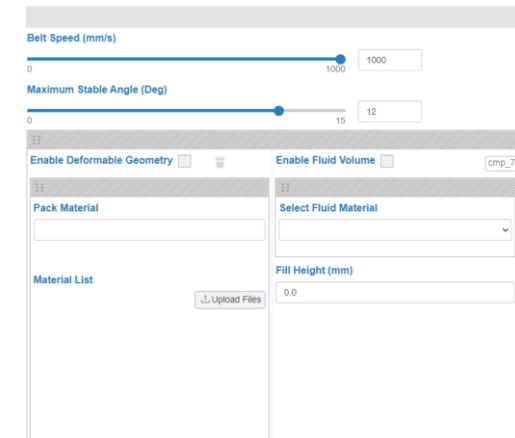 Belt Speed (mm/s)
1000
0 1000
Maximum Stable Angle (Deg)
12
0 15
Enable Deformable Geometry Enable Fluid Volume cmp_7
Pack Material Select Fluid Material
Fill Height (mm)
Material List
0.0
Upload Files